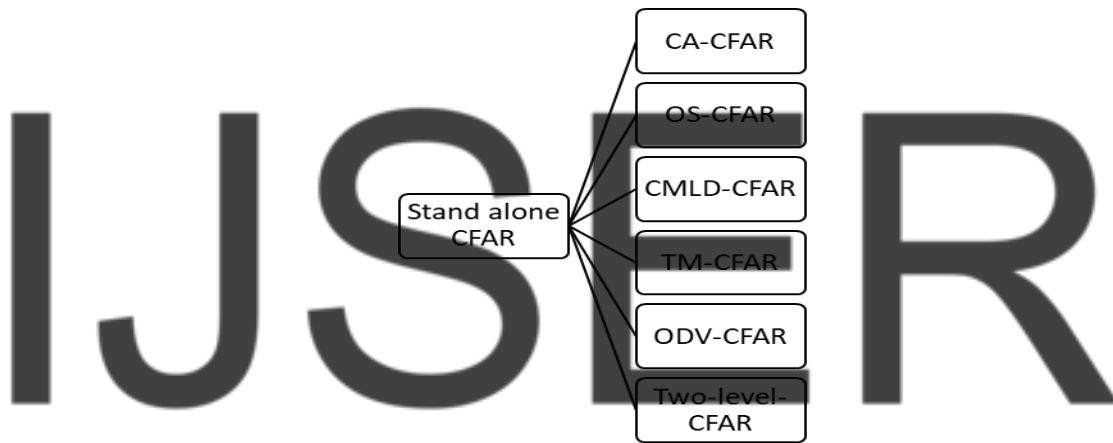 CA-CFAR
OS-CFAR
CMLD-CFAR
Stand alone
CFAR
TM-CFAR
ODV-CFAR
Two-level-
CFAR
IJSER